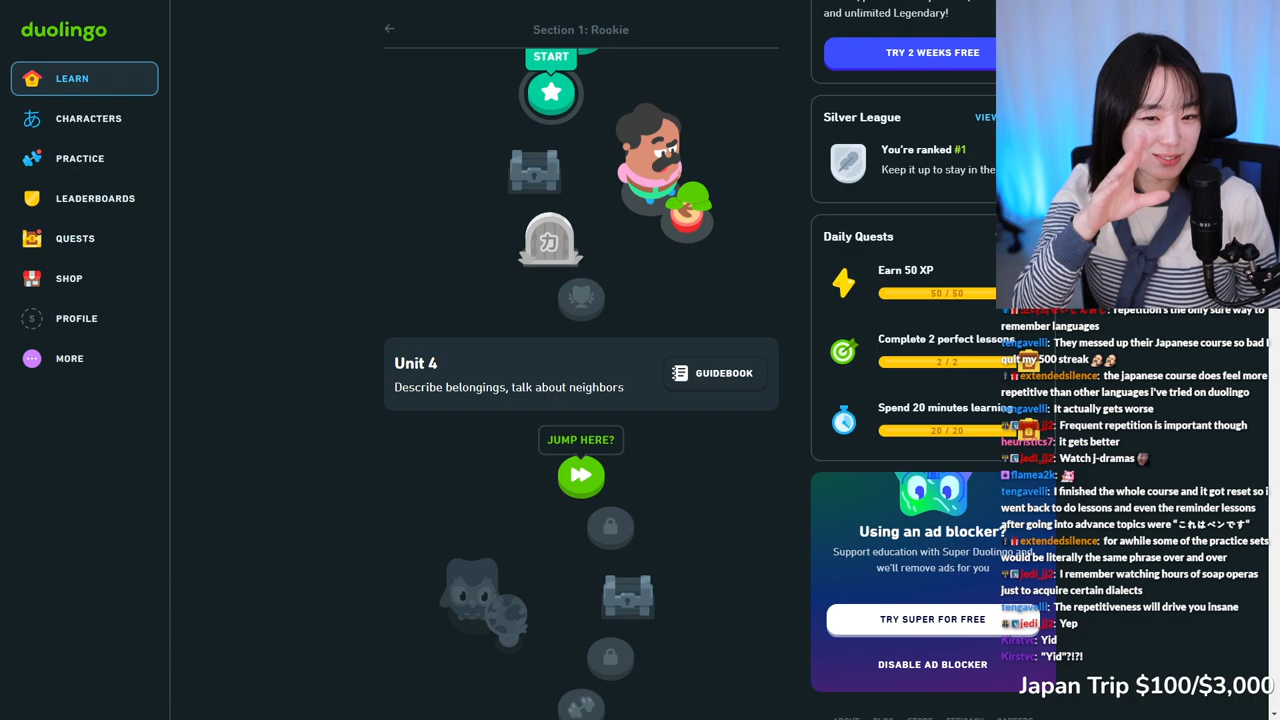 duolingo
LEARN
CHARACTERS
PRACTICE
LEADERBOARDS
QUESTS
SHOP
S
PROFILE
MORE
Section 1: Rookie
START
力
Unit 4
Describe belongings, talk about neighbors
GUIDEBOOK
JUMP HERE?
and unlimited Legendary!
TRY 2 WEEKS FREE
Silver League
VIEW
You're ranked #1
Keep it up to stay in the
Daily Quests
Earn 50 XP
50 / 50
Complete 2 perfect lessons
2 / 2
Spend 20 minutes learning
20 / 20
Using an ad blocker?
Support education with Super Duolingo and
we'll remove ads for you
TRY SUPER FOR FREE
DISABLE AD BLOCKER
: repetition's the only sure way to
remember languages
tengavelli: They messed up their Japanese course so bad I
quit my 500 streak
extendedsilence: the japanese course does feel more
repetitive than other languages i've tried on duolingo
tengavelli: It actually gets worse
jedi_jj2: Frequent repetition is important though
heuristics7: it gets better
jedi_jj2: Watch j-dramas
flamea2k:
tengavelli: I finished the whole course and it got reset so i
went back to do lessons and even the reminder lessons
after going into advance topics were "これはペンです"
extendedsilence: for awhile some of the practice sets
would be literally the same phrase over and over
jedi_jj2: I remember watching hours of soap operas
just to acquire certain dialects
tengavelli: The repetitiveness will drive you insane
jedi_jj2: Yep
Kirstvc: Yid
Kirstvc: "Yid"?!?!
Japan Trip $100/$3,000